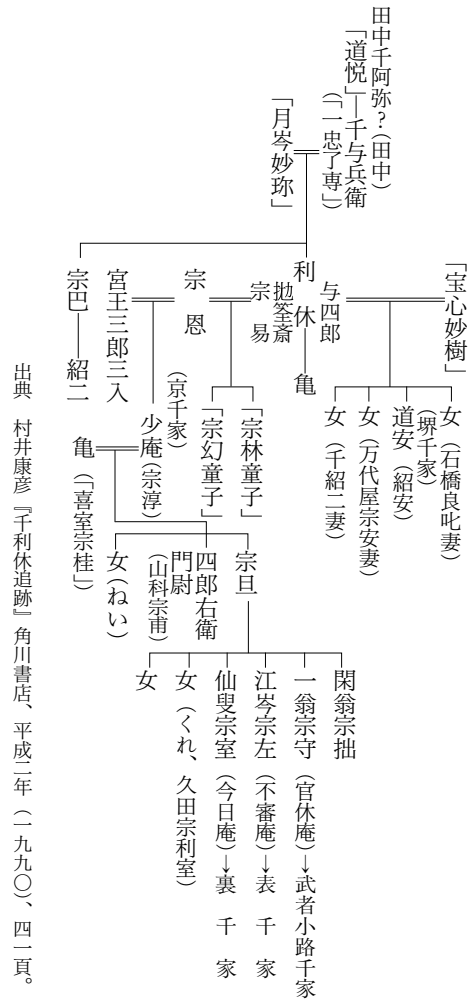 田中千阿弥？（田中）
「道悦」―千与兵衛
（「一忠了専」）
「月岑妙珎」
「宝心妙樹」
与四郎
利休―亀
抛筌斎
宗易
宗恩
宮王三郎三入
宗巴―紹二
女（石橋良叱妻）
（堺千家）
道安（紹安）
女（万代屋宗安妻）
女（千紹二妻）
「宗林童子」
「宗幻童子」
（京千家）
少庵（宗淳）
亀（「喜室宗桂」）
宗旦
四郎右衛
門尉
（山科宗甫）
女（ねい）
閑翁宗拙
一翁宗守（官休庵）→武者小路千家
江岑宗左（不審庵）→表千家
仙叟宗室（今日庵）→裏千家
女（くれ、久田宗利室）
女
出典　村井康彦『千利休追跡』角川書店、平成二年（一九九〇）、四一頁。